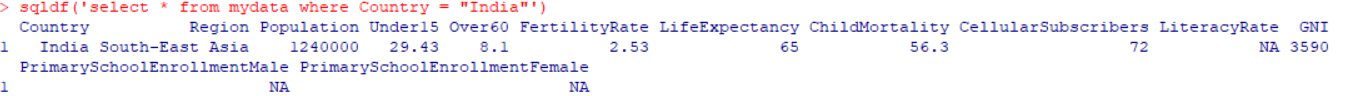 > sqldf('select * from mydata where Country = "India"')
Country Region Population Under15 Over60 FertilityRate LifeExpectancy ChildMortality CellularSubscribers LiteracyRate GNI
1 India South-East Asia 1240000 29.43 8.1 2.53 65 56.3 72 NA 3590
PrimarySchoolEnrollmentMale PrimarySchoolEnrollmentFemale
1 NA NA